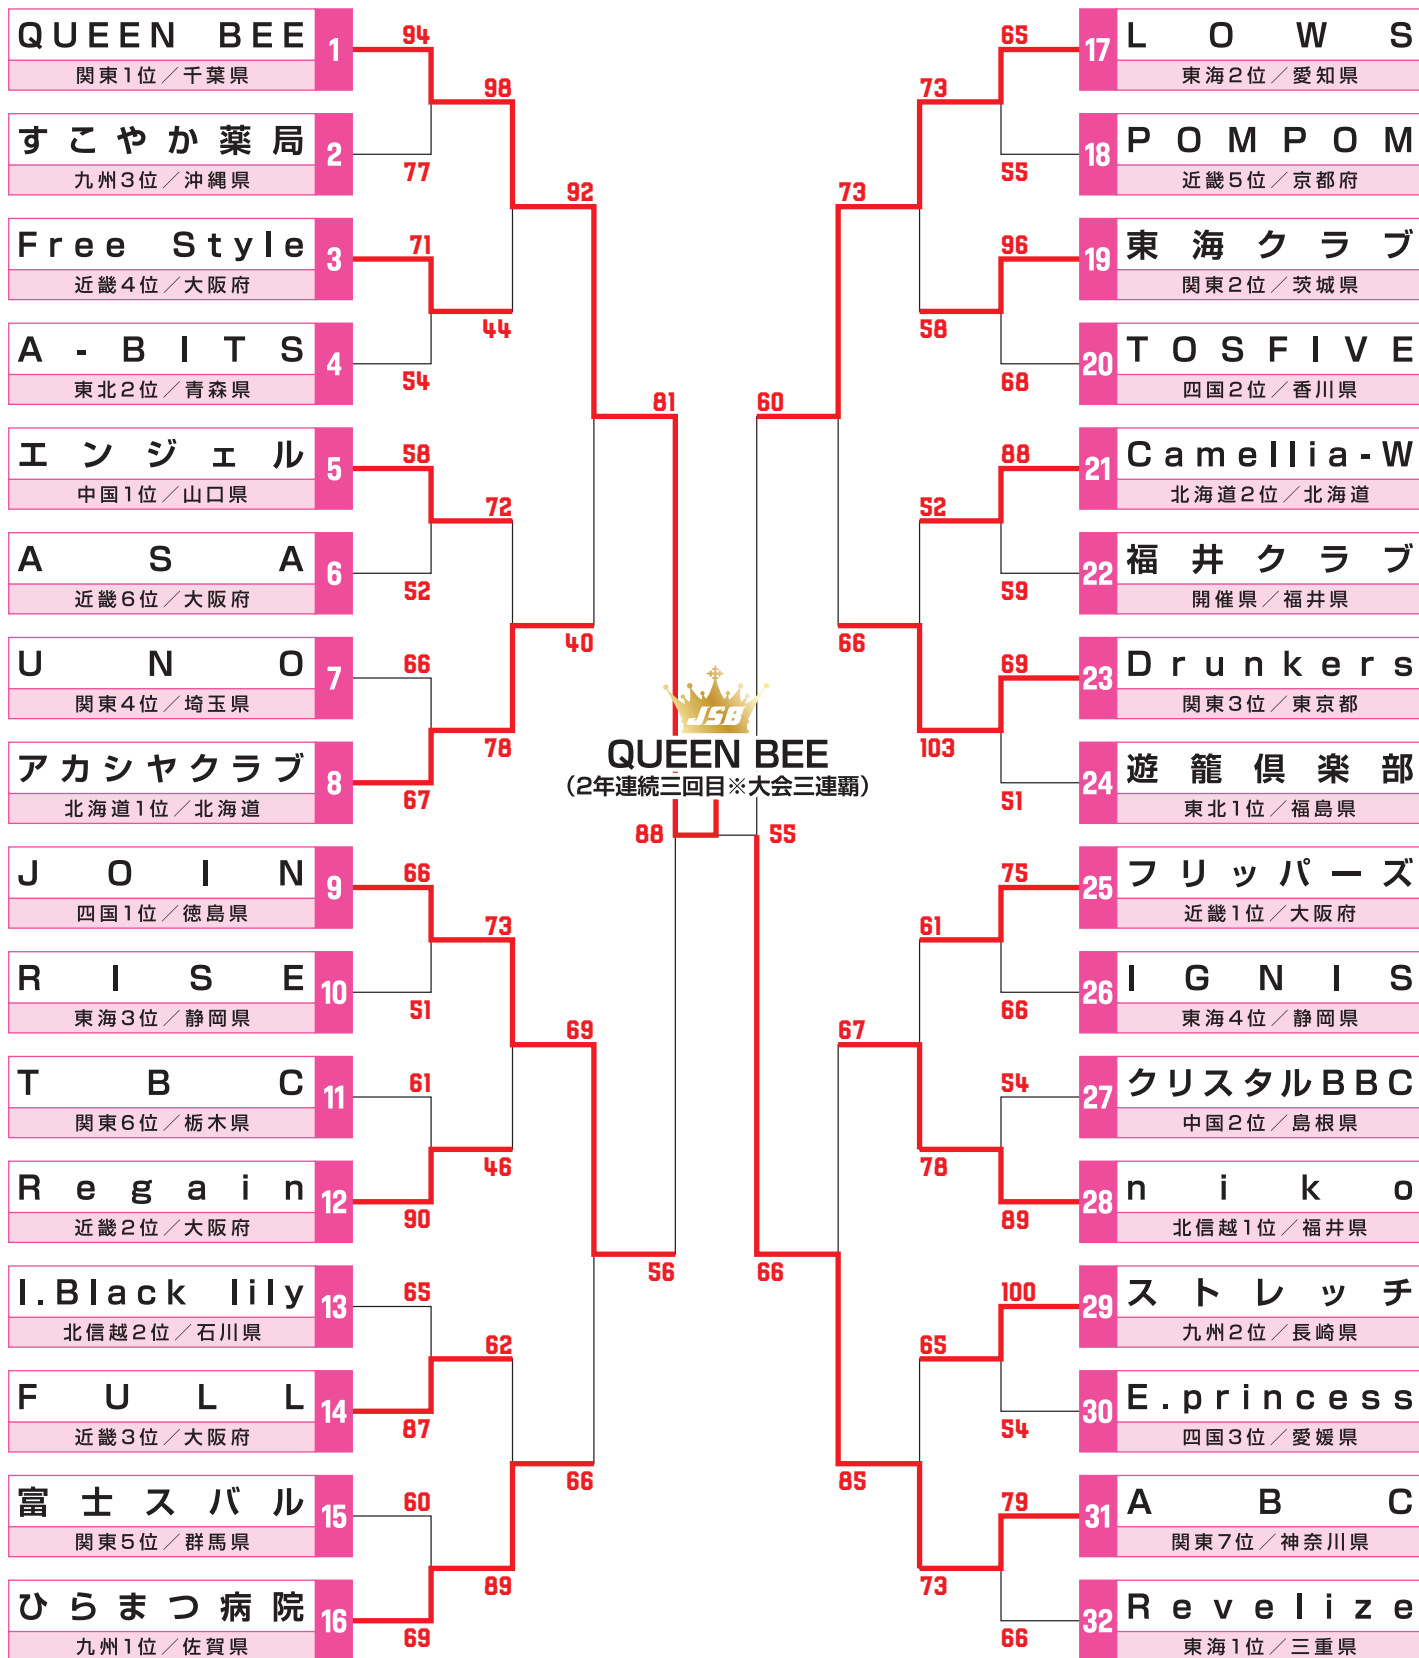 QUEEN BEE
1
関東1位／千葉県
94
98
すこやか薬局
2
九州3位／沖縄県
77
92
Free Style
3
近畿4位／大阪府
71
44
A-BITS
4
東北2位／青森県
54
81
エンジェル
5
中国1位／山口県
58
72
ASA
6
近畿6位／大阪府
52
40
UNO
7
関東4位／埼玉県
66
78
アカシヤクラブ
8
北海道1位／北海道
67
88
JOIN
9
四国1位／徳島県
66
73
RISE
10
東海3位／静岡県
51
69
TBC
11
関東6位／栃木県
61
46
Regain
12
近畿2位／大阪府
90
56
I.Black lily
13
北信越2位／石川県
65
62
FULL
14
近畿3位／大阪府
87
66
富士スバル
15
関東5位／群馬県
60
89
ひらまつ病院
16
九州1位／佐賀県
69
JSB
QUEEN BEE
（2年連続三回目※大会三連覇）
LOWS
17
東海2位／愛知県
65
73
POMPOM
18
近畿5位／京都府
55
73
東海クラブ
19
関東2位／茨城県
96
58
TOSFIVE
20
四国2位／香川県
68
60
Camellia-W
21
北海道2位／北海道
88
52
福井クラブ
22
開催県／福井県
59
66
Drunkers
23
関東3位／東京都
69
103
遊籠倶楽部
24
東北1位／福島県
51
55
フリッパーズ
25
近畿1位／大阪府
75
61
IGNIS
26
東海4位／静岡県
66
67
クリスタルBBC
27
中国2位／島根県
54
78
niko
28
北信越1位／福井県
89
66
ストレッチ
29
九州2位／長崎県
100
65
E.princess
30
四国3位／愛媛県
54
85
ABC
31
関東7位／神奈川県
79
73
Revelize
32
東海1位／三重県
66